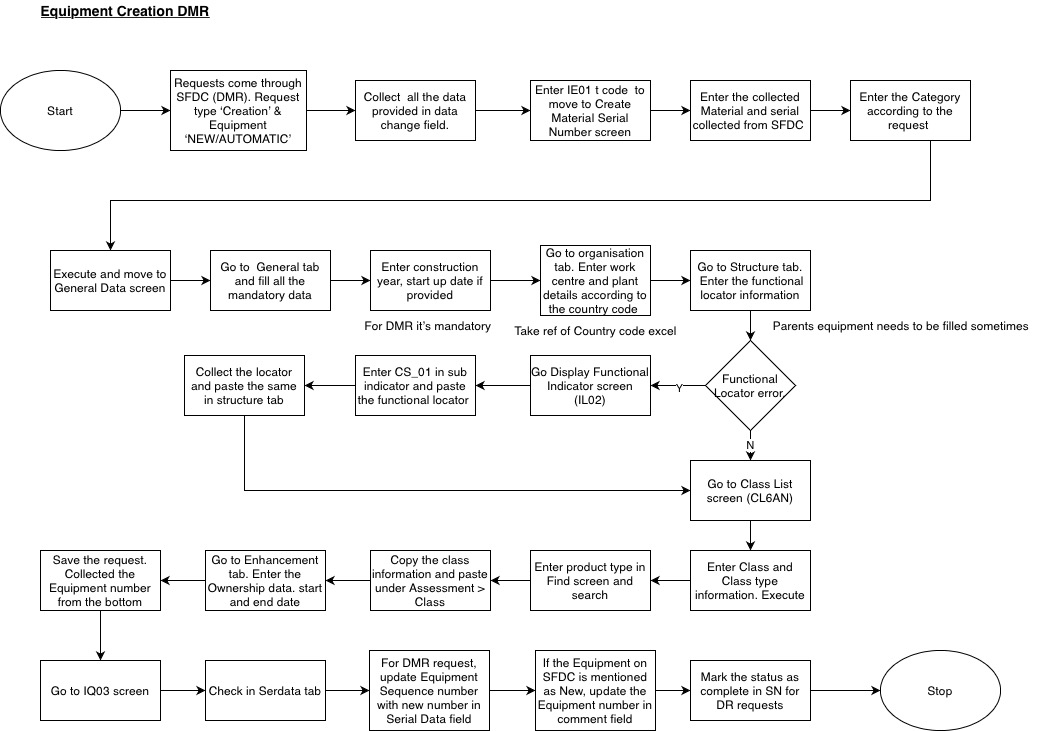 Equipment Creation DMR
Start
Requests come through
SFDC (DMR). Request
type ‘Creation’ &
Equipment
‘NEW/AUTOMATIC’
Collect all the data
provided in data
change field.
Enter IE01 t code to
move to Create
Material Serial
Number screen
Enter the collected
Material and serial
collected from SFDC
Enter the Category
according to the
request
Execute and move to
General Data screen
Go to General tab
and fill all the
mandatory data
Enter construction
year, start up date if
provided
For DMR it’s mandatory
Go to organisation
tab. Enter work
centre and plant
details according to
the country code
Take ref of Country code excel
Go to Structure tab.
Enter the functional
locator information
Parents equipment needs to be filled sometimes
Functional
Locator error.
Y
Go Display Functional
Indicator screen
(IL02)
Enter CS_01 in sub
indicator and paste
the functional locator
Collect the locator
and paste the same
in structure tab
N
Go to Class List
screen (CL6AN)
Enter Class and
Class type
information. Execute
Enter product type in
Find screen and
search
Copy the class
information and paste
under Assessment >
Class
Go to Enhancement
tab. Enter the
Ownership data. start
and end date
Save the request.
Collected the
Equipment number
from the bottom
Go to IQ03 screen
Check in Serdata tab
For DMR request,
update Equipment
Sequence number
with new number in
Serial Data field
If the Equipment on
SFDC is mentioned
as New, update the
Equipment number in
comment field
Mark the status as
complete in SN for
DR requests
Stop